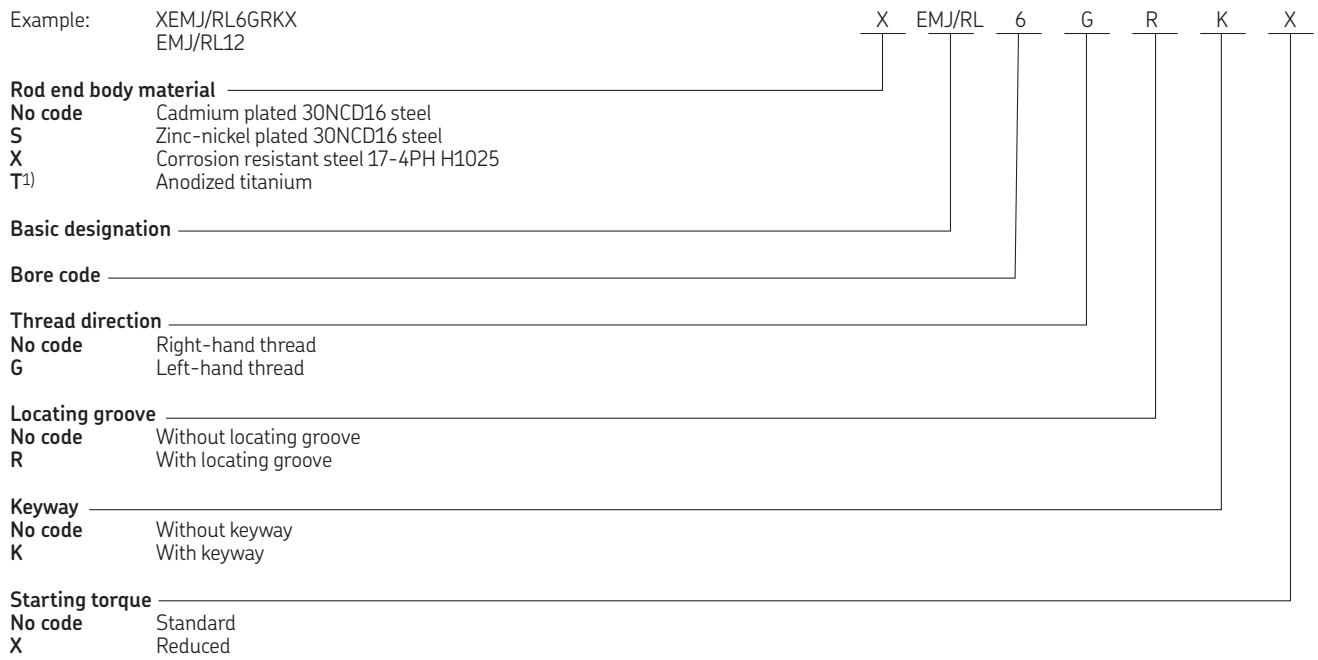 Example: XEMJ/RL6GRKX X EMJ/RL 6 G R K X
EMJ/RL12
Rod end body material
No code Cadmium plated 30NCD16 steel
S Zinc-nickel plated 30NCD16 steel
X Corrosion resistant steel 17-4PH H1025
T1) Anodized titanium
Basic designation
Bore code
Thread direction
No code Right-hand thread
G Left-hand thread
Locating groove
No code Without locating groove
R With locating groove
Keyway
No code Without keyway
K With keyway
Starting torque
No code Standard
X Reduced